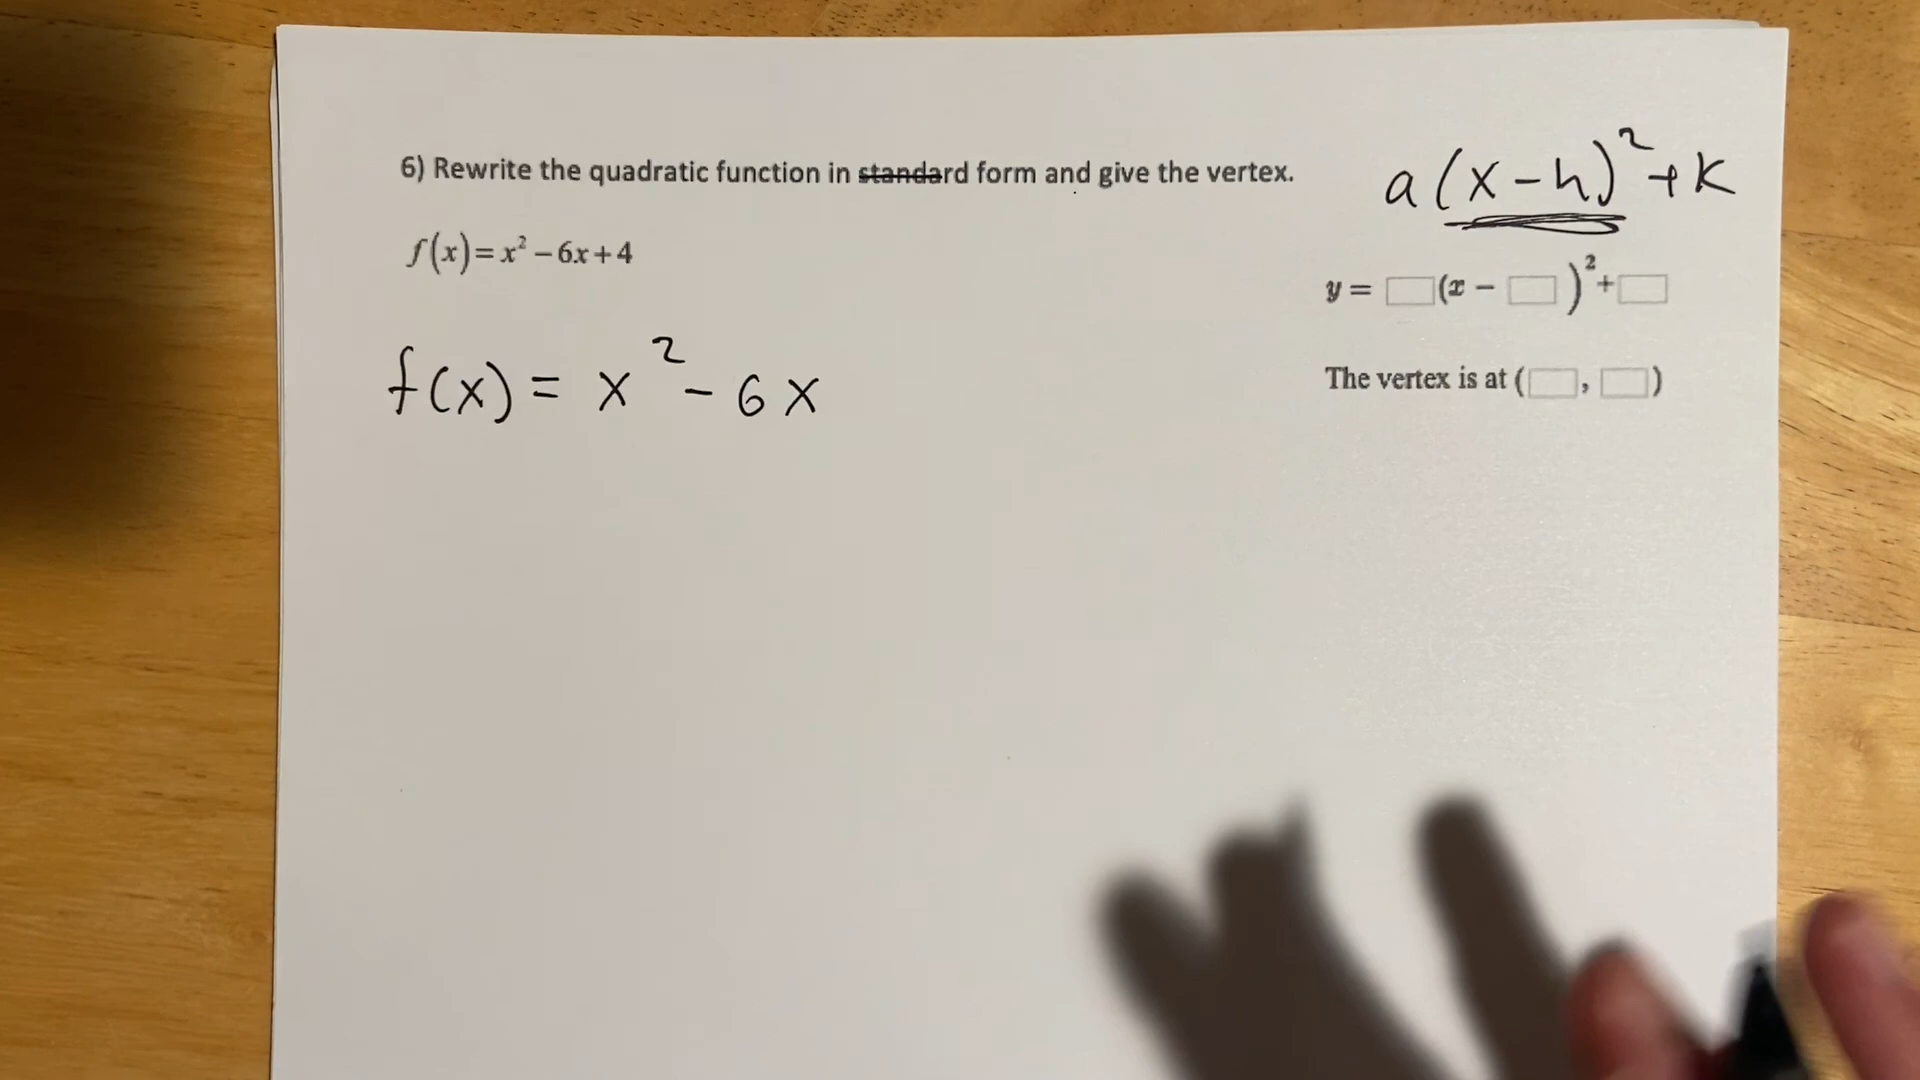 6) Rewrite the quadratic function in standard form and give the vertex.
a(x-h)²+k
f(x)=x²-6x+4
y = □(x - □)²+□
f(x)= x²- 6x
The vertex is at (□, □)